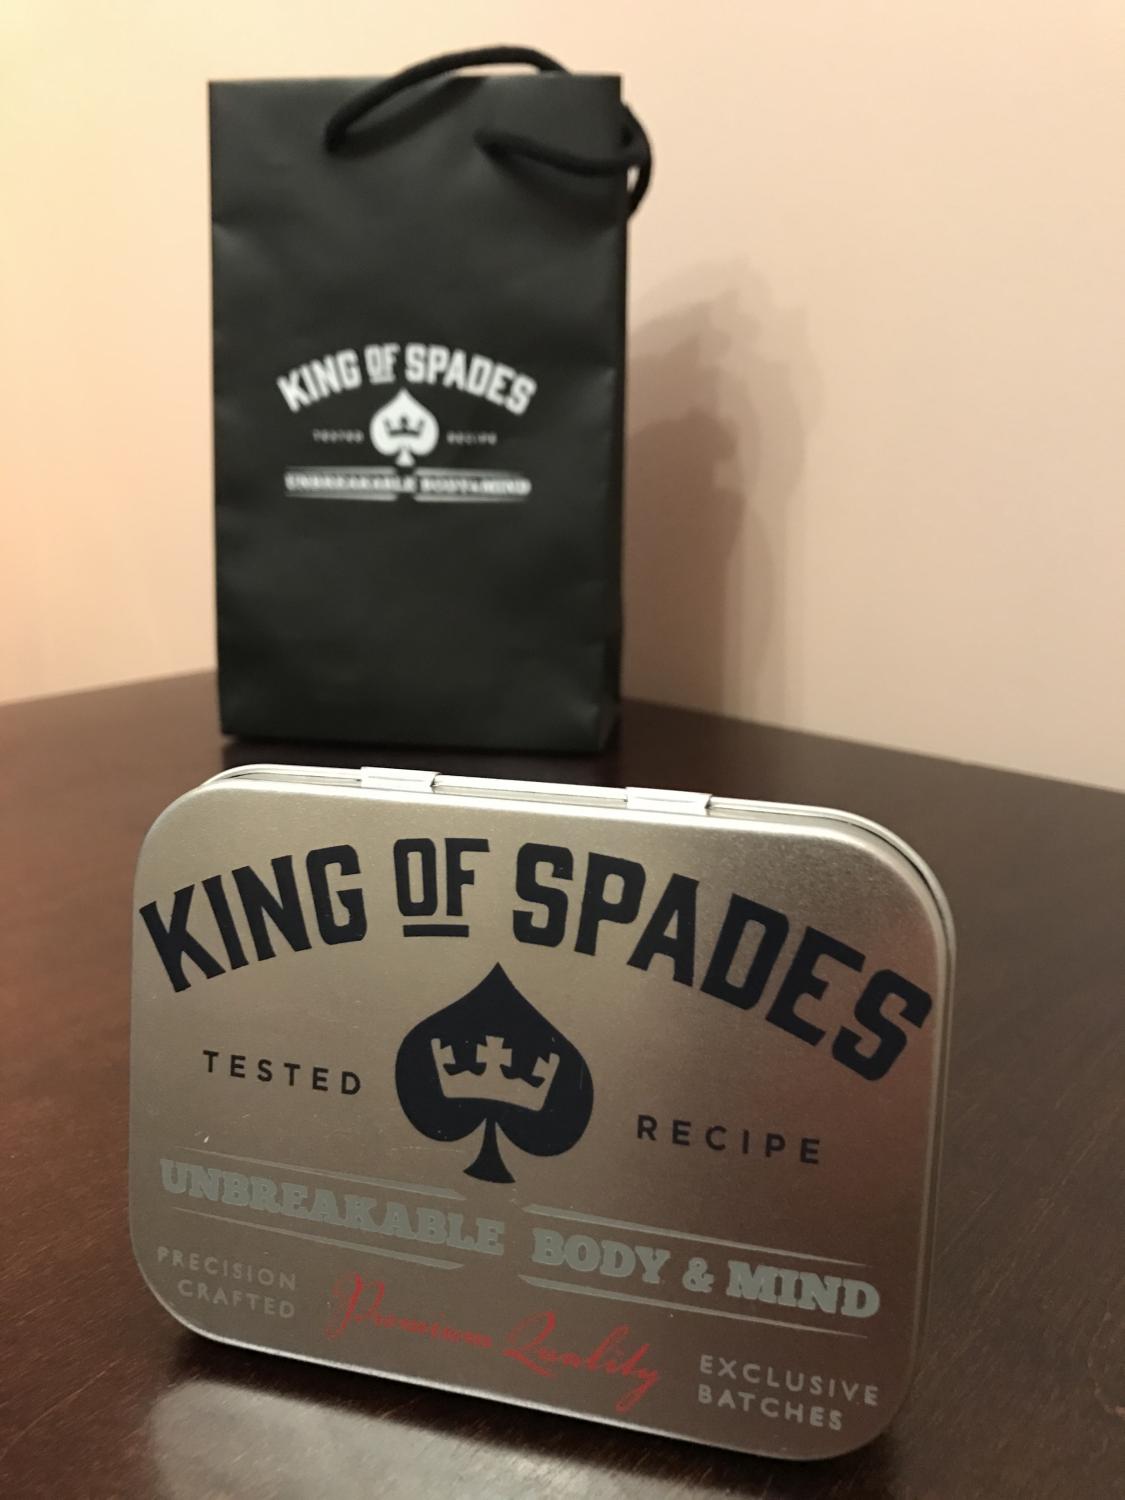 KING OF SPADES
TESTED RECIPE
UNBREAKABLE BODY & MIND
KING OF SPADES
TESTED RECIPE
UNBREAKABLE BODY & MIND
PRECISION
CRAFTED
Premium Quality
EXCLUSIVE
BATCHES